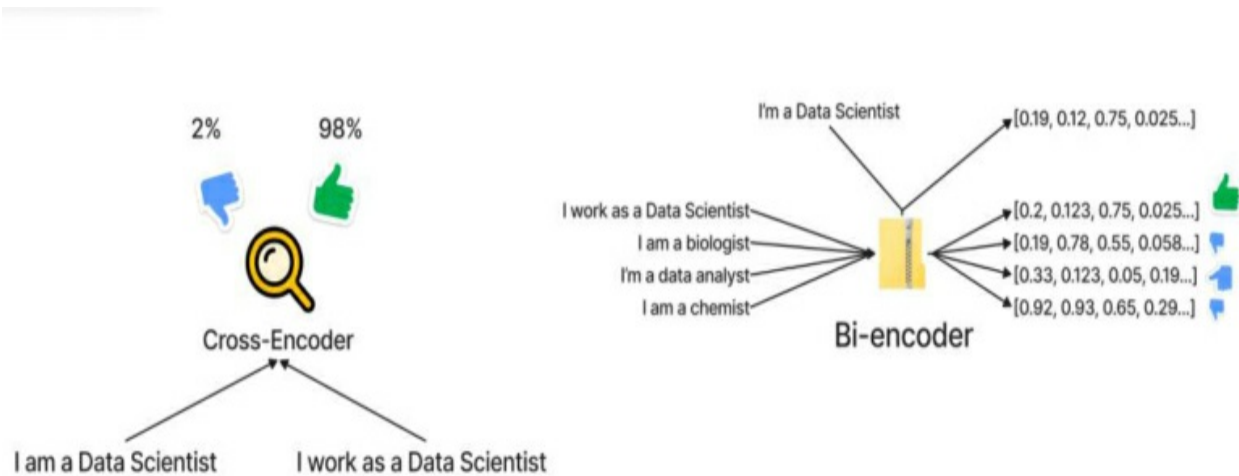 2% 98%
Cross-Encoder
I am a Data Scientist I work as a Data Scientist
I'm a Data Scientist [0.19, 0.12, 0.75, 0.025...]
I work as a Data Scientist [0.2, 0.123, 0.75, 0.025...]
I am a biologist [0.19, 0.78, 0.55, 0.058...]
I'm a data analyst [0.33, 0.123, 0.05, 0.19...]
I am a chemist [0.92, 0.93, 0.65, 0.29...]
Bi-encoder